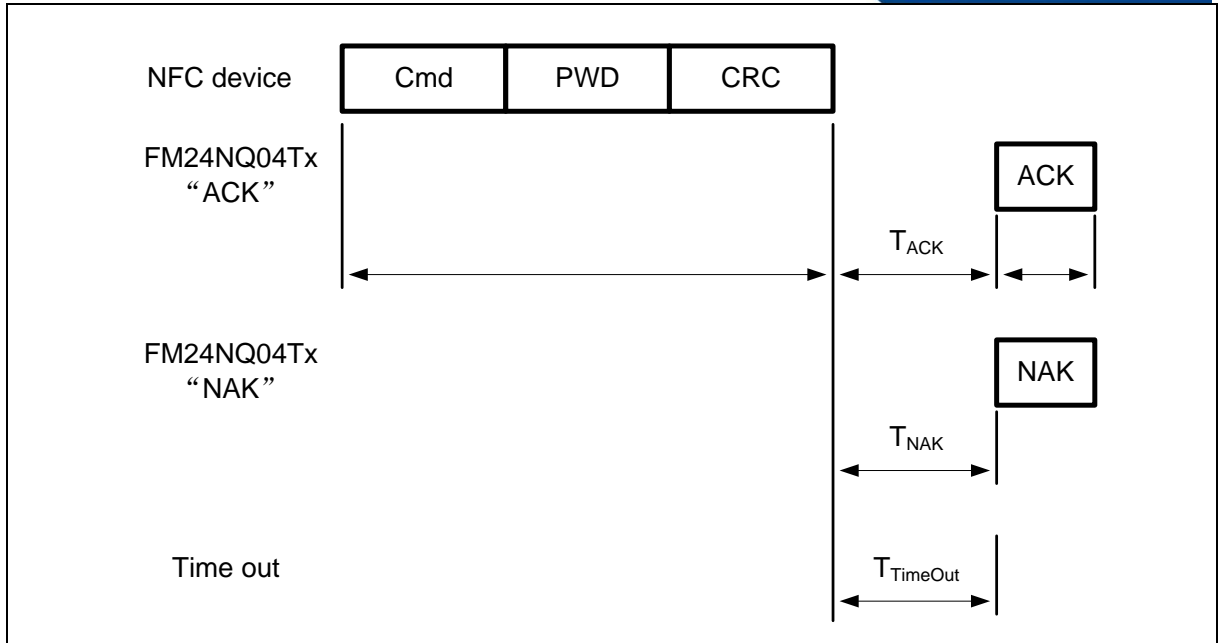 NFC device
Cmd
PWD
CRC
FM24NQ04Tx
“ACK”
ACK
TACK
FM24NQ04Tx
“NAK”
NAK
TNAK
Time out
TTimeOut